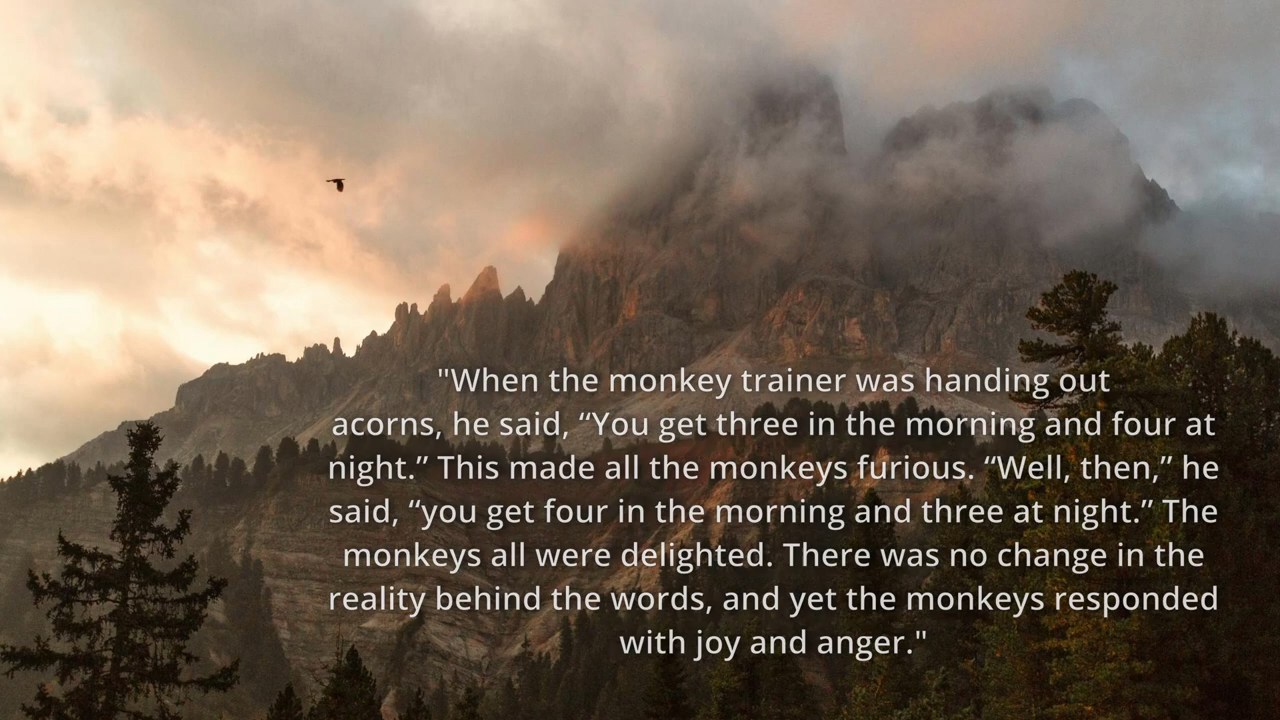 "When the monkey trainer was handing out
acorns, he said, “You get three in the morning and four at
night.” This made all the monkeys furious. “Well, then,” he
said, “you get four in the morning and three at night.” The
monkeys all were delighted. There was no change in the
reality behind the words, and yet the monkeys responded
with joy and anger."